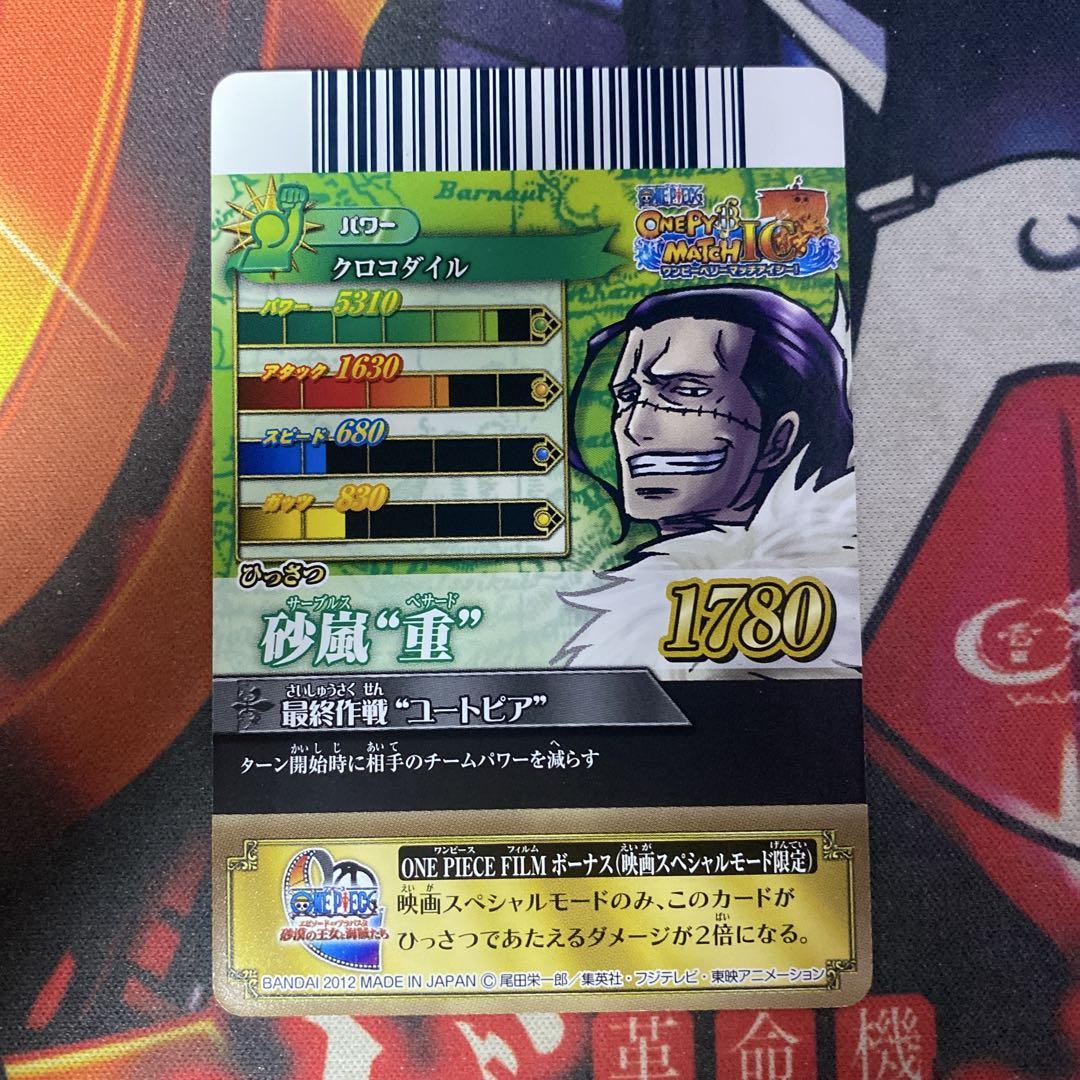 Barnaul
ONE PIECE
ONEPY
MATCH IC
ワンピーベリーマッチアイシー!
パワー
クロコダイル
パワー 5310
アタック 1630
スピード 680
ガッツ 830
ひっさつ
サーブルス ペサード
砂嵐“重”
1780
さいしゅうさくせん
最終作戦“ユートピア”
かいしじ あいて へ
ターン開始時に相手のチームパワーを減らす
ワンピース フィルム えいが げんてい
ONE PIECE FILM ボーナス(映画スペシャルモード限定)
ONE PIECE
エピソードオブアラバスタ
砂漠の王女と海賊たち
えいが
映画スペシャルモードのみ、このカードが
ばい
ひっさつであたえるダメージが2倍になる。
BANDAI 2012 MADE IN JAPAN © 尾田栄一郎/集英社・フジテレビ・東映アニメーション
革命機